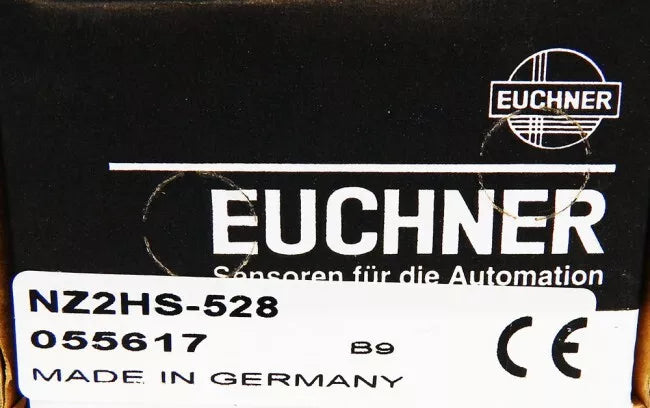 EUCHNER
EUCHNER
Sensoren für die Automation
NZ2HS-528
055617 B9
CE
MADE IN GERMANY